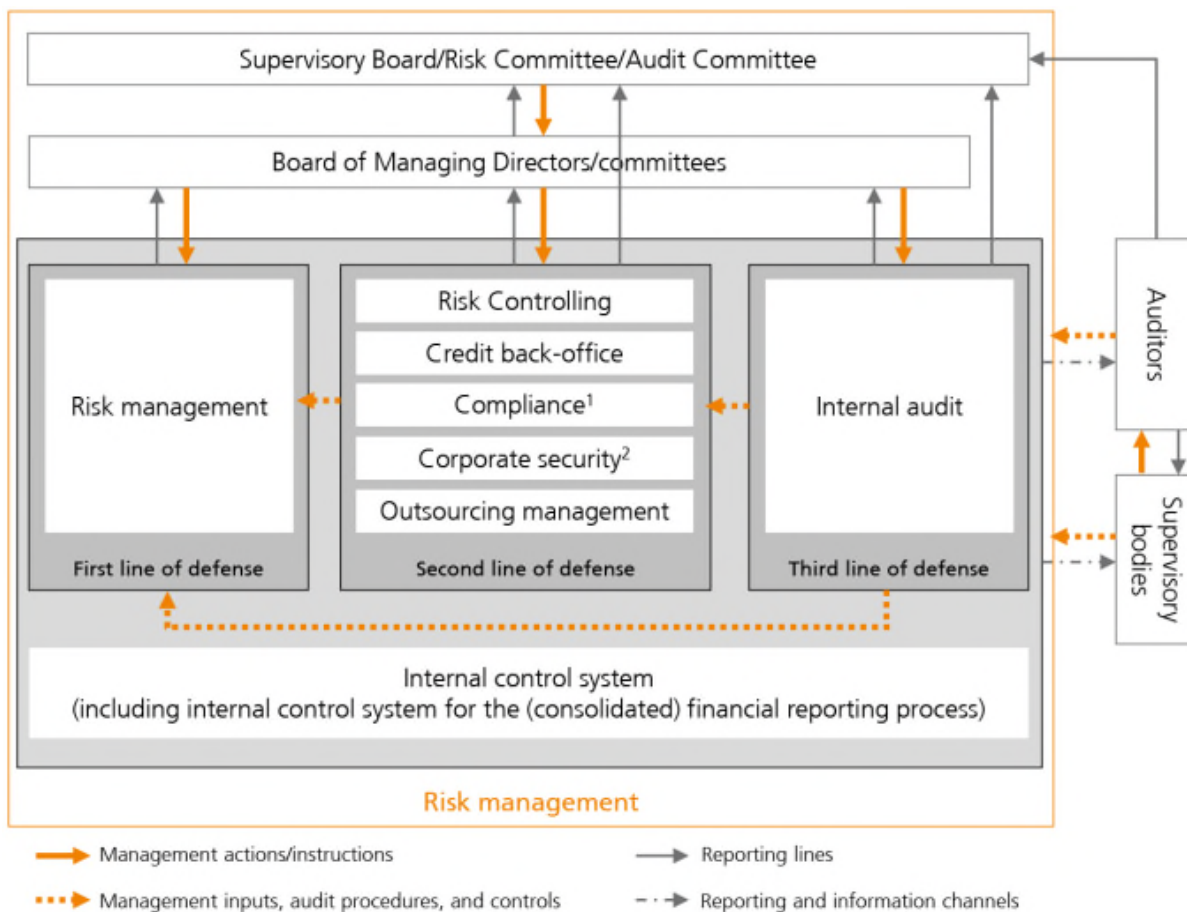 Supervisory Board/Risk Committee/Audit Committee
Board of Managing Directors/committees
Risk management
First line of defense
Risk Controlling
Credit back-office
Compliance¹
Corporate security²
Outsourcing management
Second line of defense
Internal audit
Third line of defense
Auditors
Supervisory
bodies
Internal control system
(including internal control system for the (consolidated) financial reporting process)
Risk management
Management actions/instructions
Reporting lines
Management inputs, audit procedures, and controls
Reporting and information channels